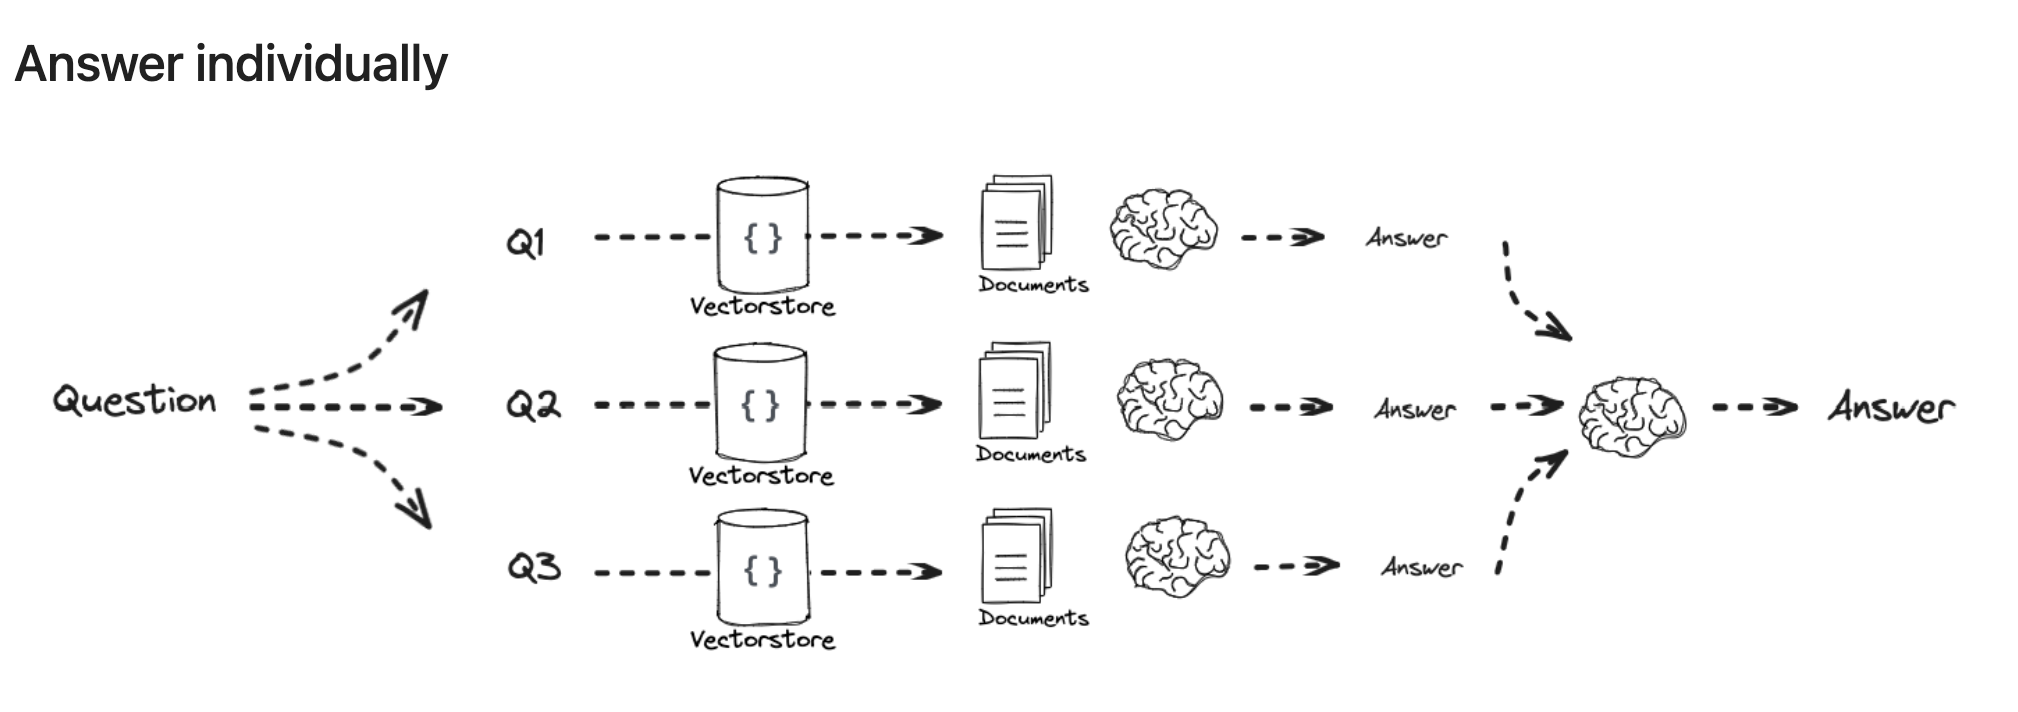 Answer individually
Question
Q1
{ }
Vectorstore
Documents
Answer
Q2
{ }
Vectorstore
Documents
Answer
Q3
{ }
Vectorstore
Documents
Answer
Answer